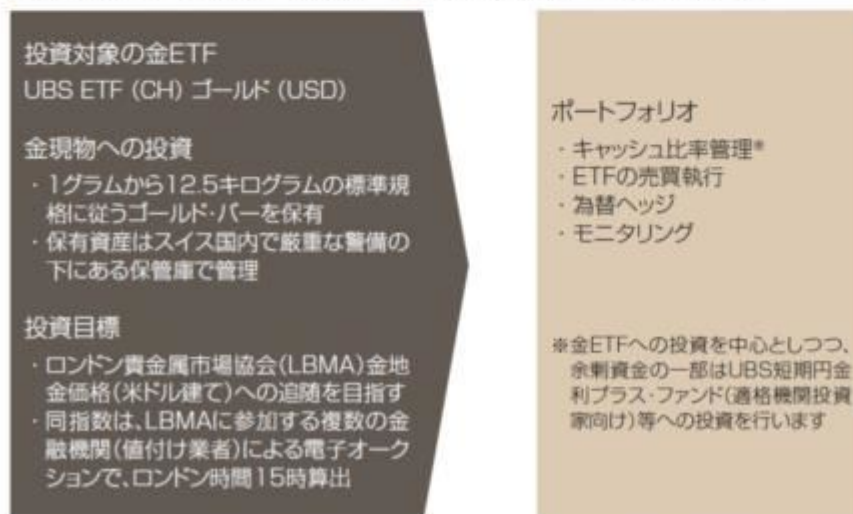 投資対象の金ETF
UBS ETF (CH) ゴールド (USD)
金現物への投資
・1グラムから12.5キログラムの標準規
格に従うゴールド・バーを保有
・保有資産はスイス国内で厳重な警備の
下にある保管庫で管理
投資目標
・ロンドン貴金属市場協会(LBMA)金地
金価格(米ドル建て)への追随を目指す
・同指数は、LBMAに参加する複数の金
融機関(値付け業者)による電子オーク
ションで、ロンドン時間15時算出
ポートフォリオ
・キャッシュ比率管理※
・ETFの売買執行
・為替ヘッジ
・モニタリング
※金ETFへの投資を中心としつつ、
余剰資金の一部はUBS短期円金
利プラス・ファンド(適格機関投資
家向け)等への投資を行います